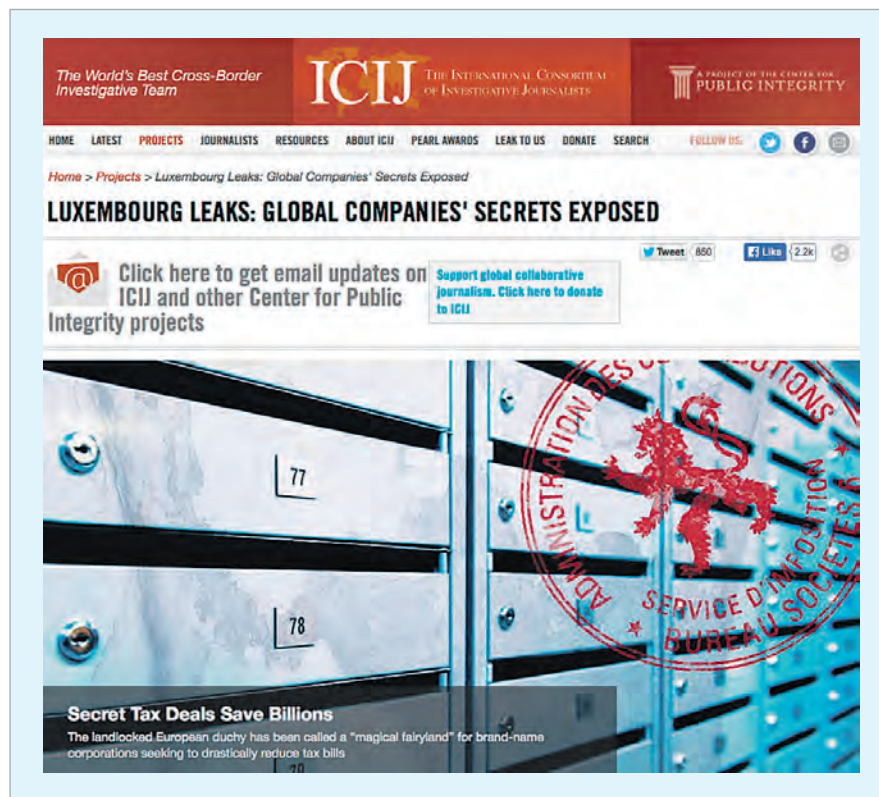 The World's Best Cross-Border
Investigative Team
ICIJ
THE INTERNATIONAL CONSORTIUM
OF INVESTIGATIVE JOURNALISTS
A PROJECT OF THE CENTER FOR
PUBLIC INTEGRITY
HOME LATEST PROJECTS JOURNALISTS RESOURCES ABOUT ICIJ PEARL AWARDS LEAK TO US DONATE SEARCH FOLLOW US:
Home > Projects > Luxembourg Leaks: Global Companies' Secrets Exposed
LUXEMBOURG LEAKS: GLOBAL COMPANIES' SECRETS EXPOSED
Tweet 850 Like 2.2k
Click here to get email updates on
ICIJ and other Center for Public
Integrity projects
Support global collaborative
journalism. Click here to donate
to ICIJ
77
78
ADMINISTRATION DES
SERVICE D'IMPOSITION
BUREAU SOCIETES 6
Secret Tax Deals Save Billions
The landlocked European duchy has been called a "magical fairyland" for brand-name
corporations seeking to drastically reduce tax bills